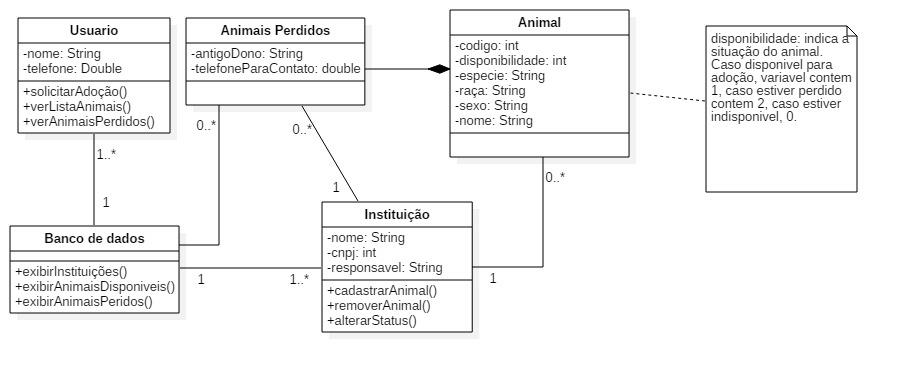 Usuario
-nome: String
-telefone: Double
+solicitarAdoção()
+verListaAnimais()
+verAnimaisPerdidos()
Animais Perdidos
-antigoDono: String
-telefoneParaContato: double
Animal
-codigo: int
-disponibilidade: int
-especie: String
-raça: String
-sexo: String
-nome: String
disponibilidade: indica a
situação do animal.
Caso disponivel para
adoção, variavel contem
1, caso estiver perdido
contem 2, caso estiver
indisponivel, 0.
0..*
0..*
1..*
0..*
1
1
Instituição
-nome: String
-cnpj: int
-responsavel: String
+cadastrarAnimal()
+removerAnimal()
+alterarStatus()
Banco de dados
+exibirInstituições()
+exibirAnimaisDisponiveis()
+exibirAnimaisPeridos()
1
1..*
1